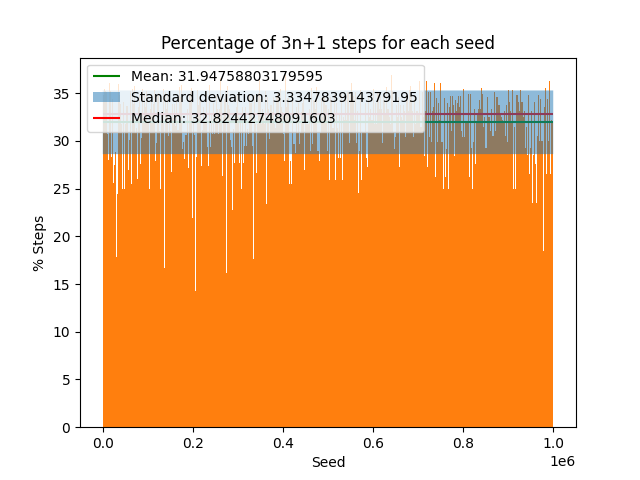 Percentage of 3n+1 steps for each seed
Mean: 31.94758803179595
Standard deviation: 3.334783914379195
Median: 32.82442748091603
% Steps
35
30
25
20
15
10
5
0
0.0 0.2 0.4 0.6 0.8 1.0
1e6
Seed